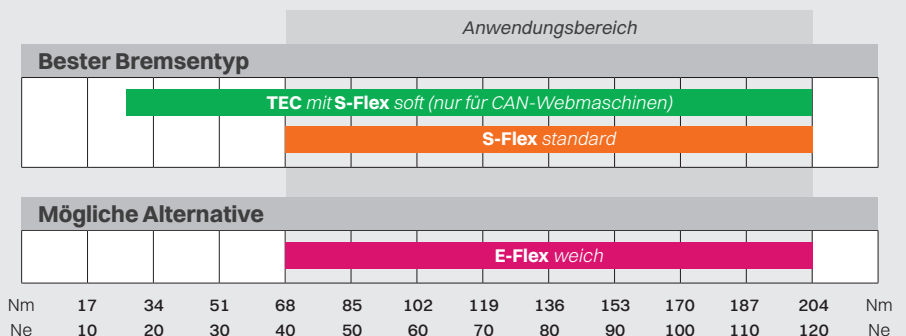 Anwendungsbereich
Bester Bremsentyp
TEC mit S-Flex soft (nur für CAN-Webmaschinen)
S-Flex standard
Mögliche Alternative
E-Flex weich
Nm 17 34 51 68 85 102 119 136 153 170 187 204 Nm
Ne 10 20 30 40 50 60 70 80 90 100 110 120 Ne